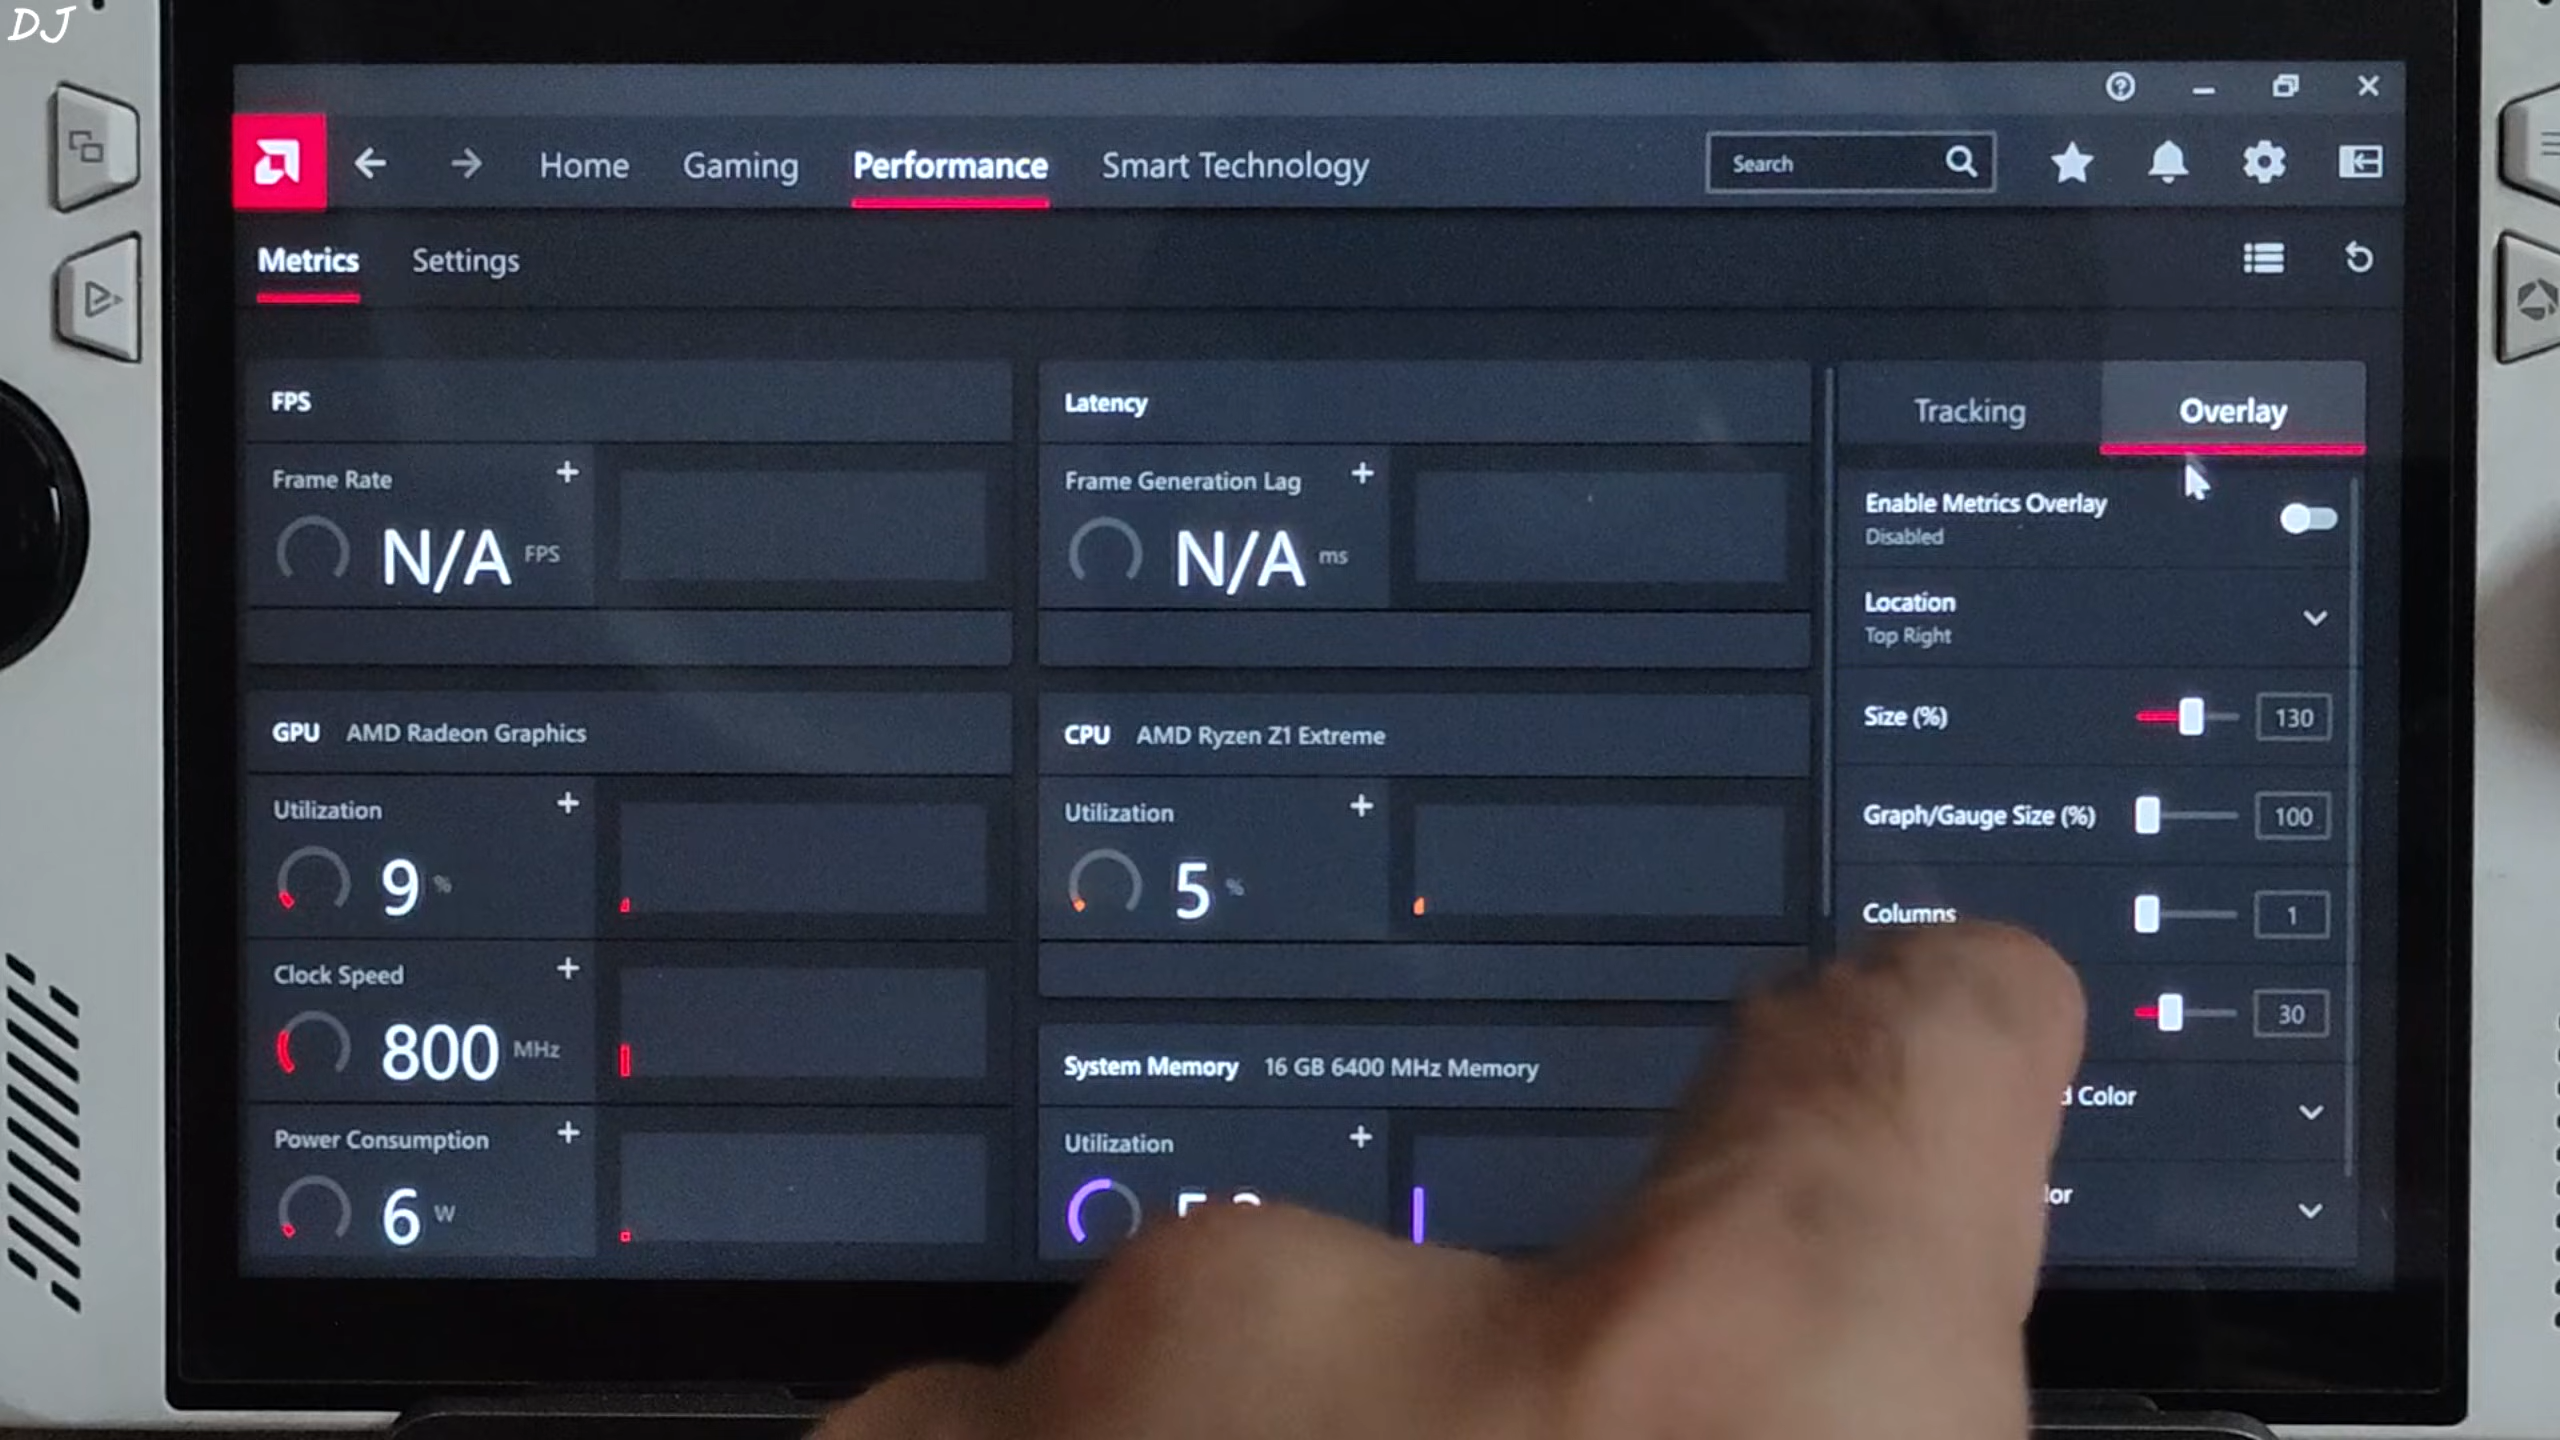 DJ
Home Gaming Performance Smart Technology Search
Metrics Settings
FPS
Frame Rate
N/A FPS
Latency
Frame Generation Lag
N/A ms
GPU AMD Radeon Graphics
Utilization
9 %
Clock Speed
800 MHz
Power Consumption
6 W
CPU AMD Ryzen Z1 Extreme
Utilization
5 %
System Memory 16 GB 6400 MHz Memory
Utilization
Tracking Overlay
Enable Metrics Overlay
Disabled
Location
Top Right
Size (%) 130
Graph/Gauge Size (%) 100
Columns 1
30
d Color
lor